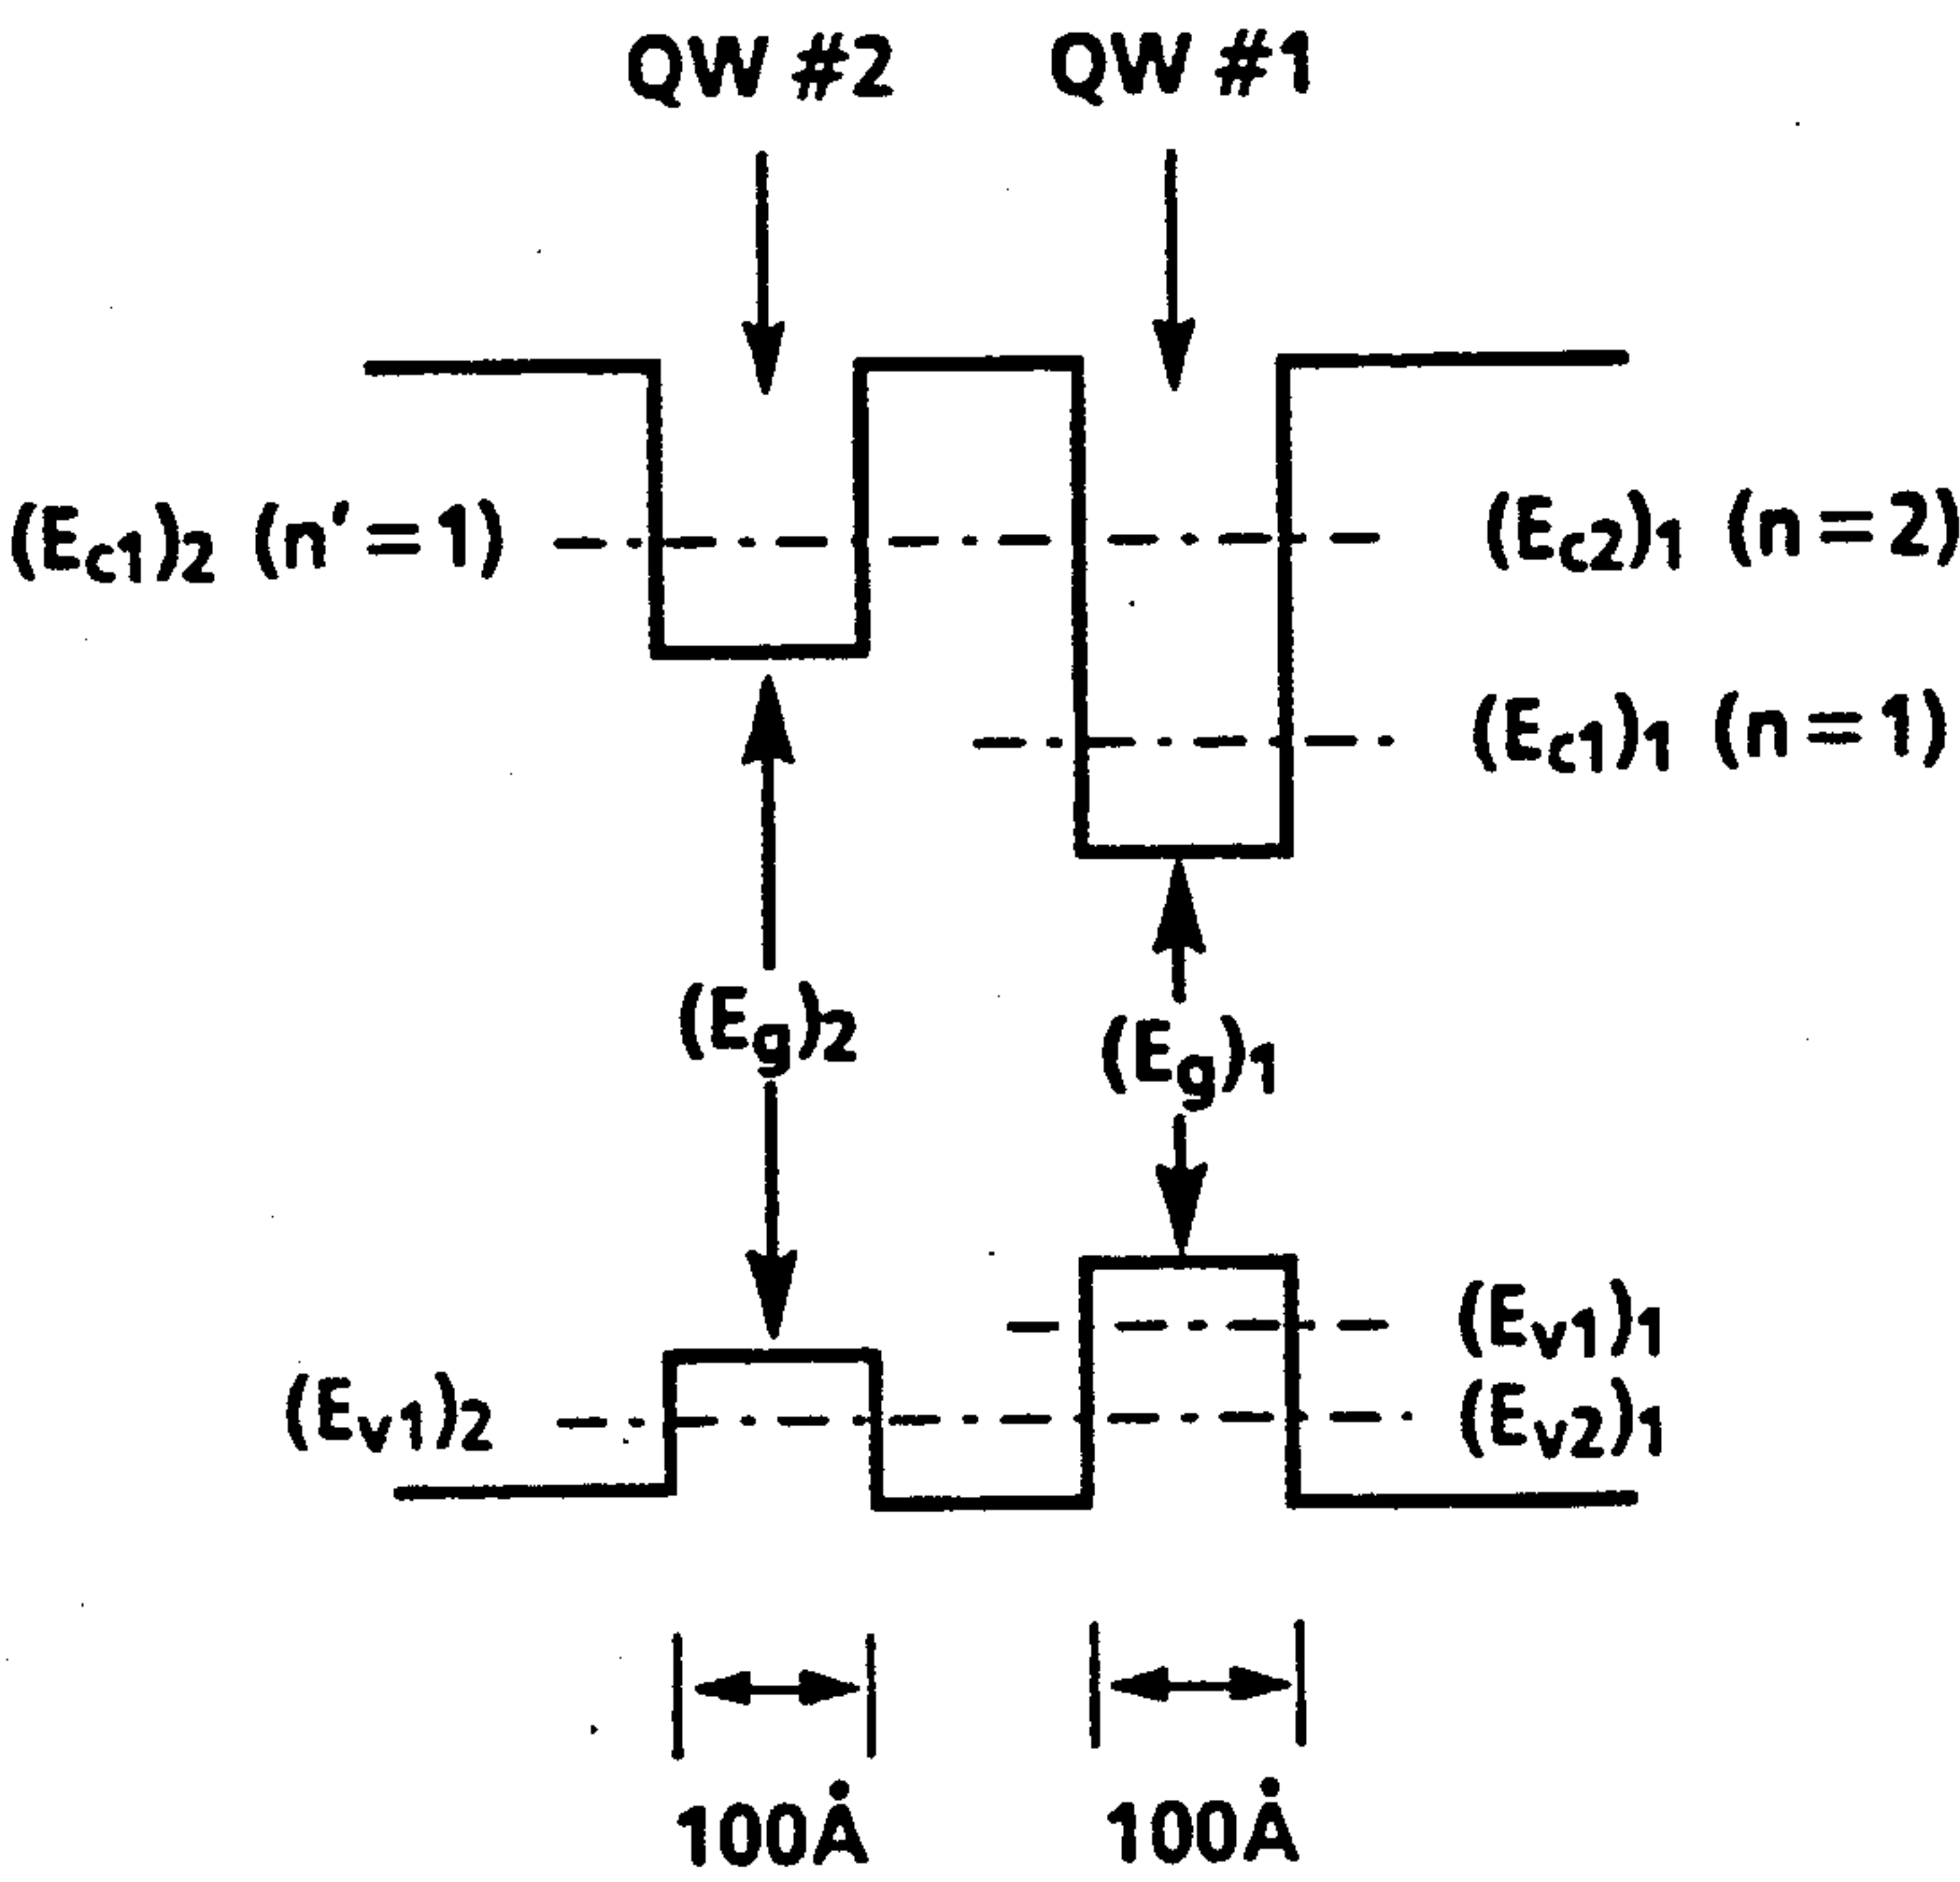 QW #2 QW #1
(Ec1)2 (n′ = 1) (Ec2)1 (n = 2)
(Ec1)1 (n = 1)
(Eg)2 (Eg)1
(Ev1)1
(Ev1)2 (Ev2)1
100Å 100Å